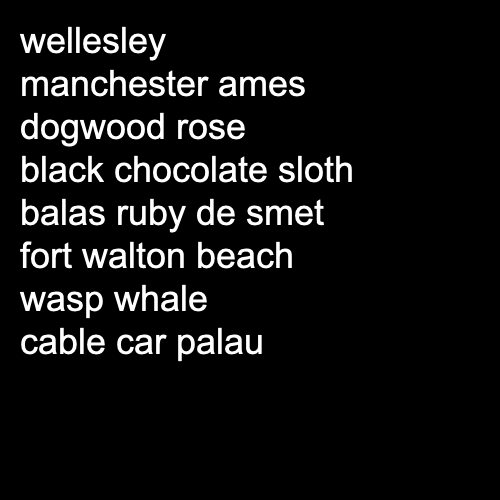 wellesley
manchester ames
dogwood rose
black chocolate sloth
balas ruby de smet
fort walton beach
wasp whale
cable car palau